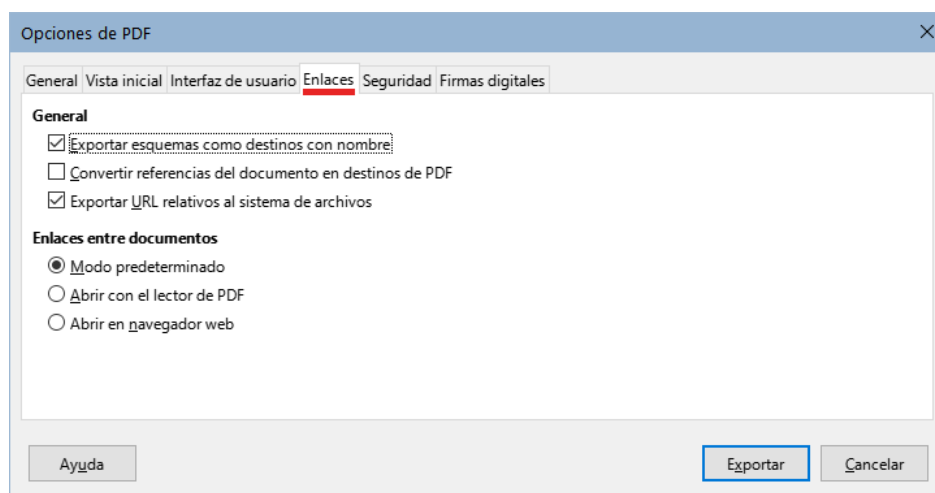 Opciones de PDF
General Vista inicial Interfaz de usuario Enlaces Seguridad Firmas digitales
General
Exportar esquemas como destinos con nombre
Convertir referencias del documento en destinos de PDF
Exportar URL relativos al sistema de archivos
Enlaces entre documentos
Modo predeterminado
Abrir con el lector de PDF
Abrir en navegador web
Ayuda Exportar Cancelar